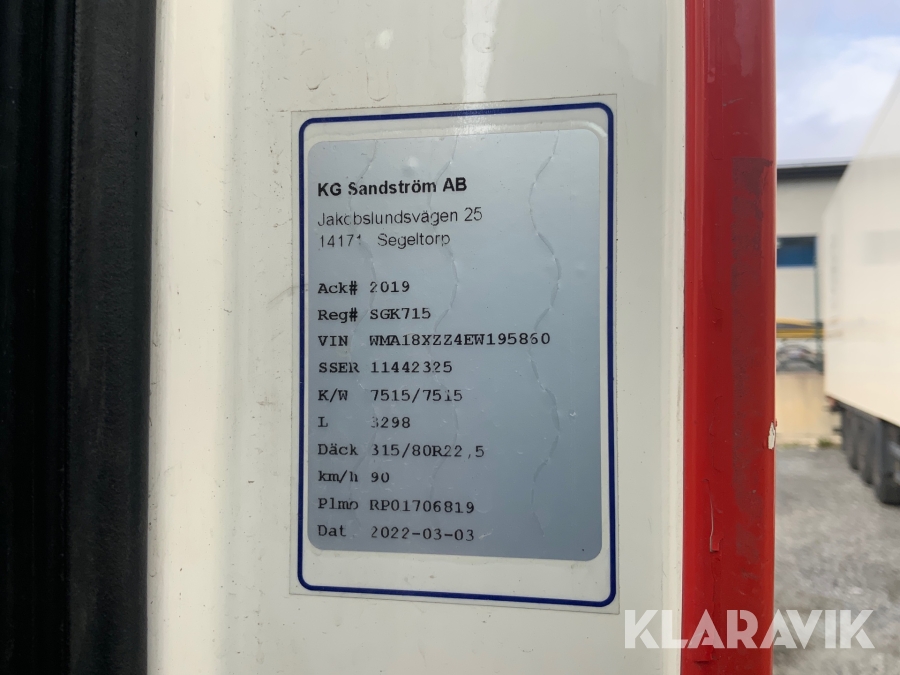 KG Sandström AB
Jakobslundsvägen 25
14171 Segeltorp
Ack# 2019
Reg# SGK715
VIN WMA18XZZ4EW195860
SSER 11442325
K/W 7515/7515
L 3298
Däck 315/80R22,5
km/h 90
Plmb RP01706819
Dat 2022-03-03
KLARAVIK